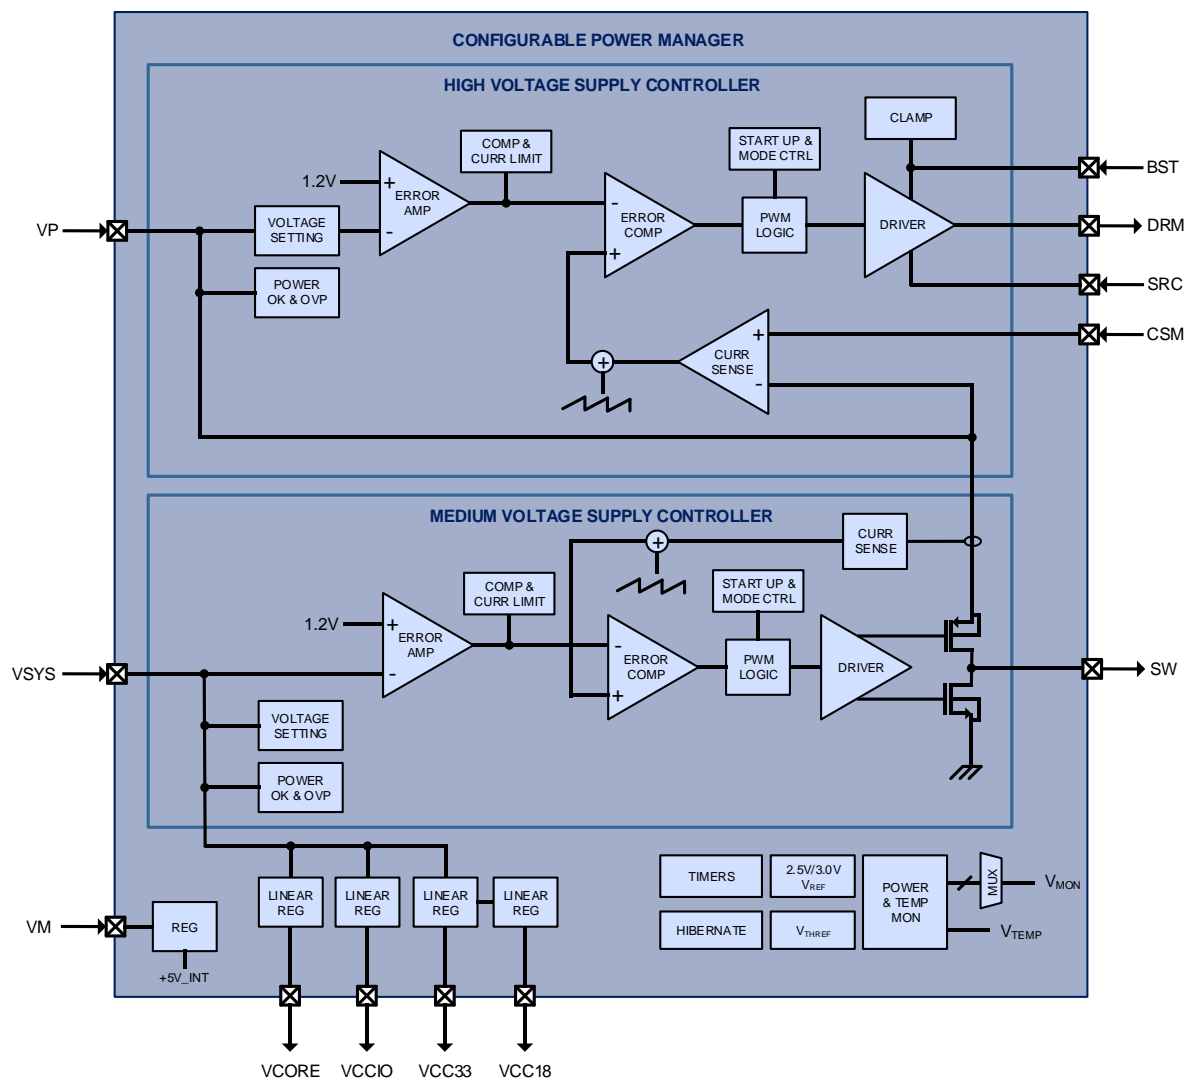 CONFIGURABLE POWER MANAGER
HIGH VOLTAGE SUPPLY CONTROLLER
CLAMP
COMP &
CURR LIMIT
START UP &
MODE CTRL
BST
1.2V
+
ERROR
AMP
-
VOLTAGE
SETTING
-
ERROR
COMP
+
PWM
LOGIC
DRIVER
VP
DRM
POWER
OK & OVP
SRC
CSM
+
CURR
SENSE
-
+
MEDIUM VOLTAGE SUPPLY CONTROLLER
CURR
SENSE
+
COMP &
CURR LIMIT
START UP &
MODE CTRL
1.2V
+
ERROR
AMP
-
-
ERROR
COMP
+
PWM
LOGIC
DRIVER
VSYS
SW
VOLTAGE
SETTING
POWER
OK & OVP
LINEAR
REG
LINEAR
REG
LINEAR
REG
LINEAR
REG
TIMERS
2.5V/3.0V
VREF
POWER
& TEMP
MON
MUX
VMON
HIBERNATE
VTHREF
VTEMP
VM
REG
+5V_INT
VCORE
VCCIO
VCC33
VCC18